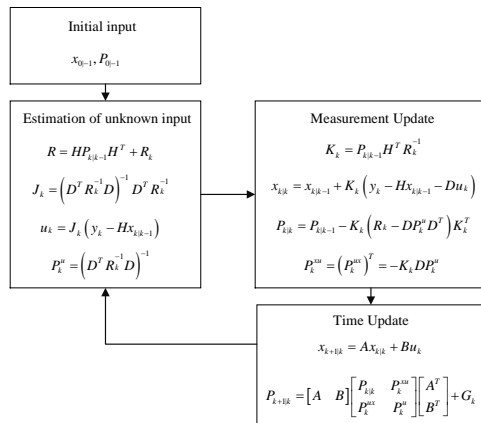 Initial input
x_{0|-1}, P_{0|-1}
Estimation of unknown input
R = HP_{k|k-1}H^T + R_k
J_k = (D^T R_k^{-1} D)^{-1} D^T R_k^{-1}
u_k = J_k (y_k - Hx_{k|k-1})
P_k^u = (D^T R_k^{-1} D)^{-1}
Measurement Update
K_k = P_{k|k-1} H^T R_k^{-1}
x_{k|k} = x_{k|k-1} + K_k (y_k - Hx_{k|k-1} - Du_k)
P_{k|k} = P_{k|k-1} - K_k (R_k - DP_k^u D^T) K_k^T
P_k^{xu} = (P_k^{ux})^T = -K_k DP_k^u
Time Update
x_{k+1|k} = Ax_{k|k} + Bu_k
P_{k+1|k} = [A B] [P_{k|k} P_k^{xu}; P_k^{ux} P_k^u] [A^T; B^T] + G_k